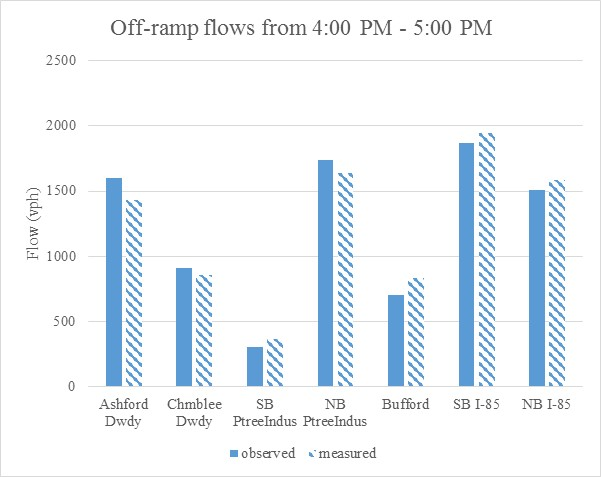 Off-ramp flows from 4:00 PM - 5:00 PM
2500
2000
1500
1000
500
0
Flow (vph)
Ashford
Dwdy
Chmblee
Dwdy
SB
PtreeIndus
NB
PtreeIndus
Bufford
SB I-85
NB I-85
observed
measured